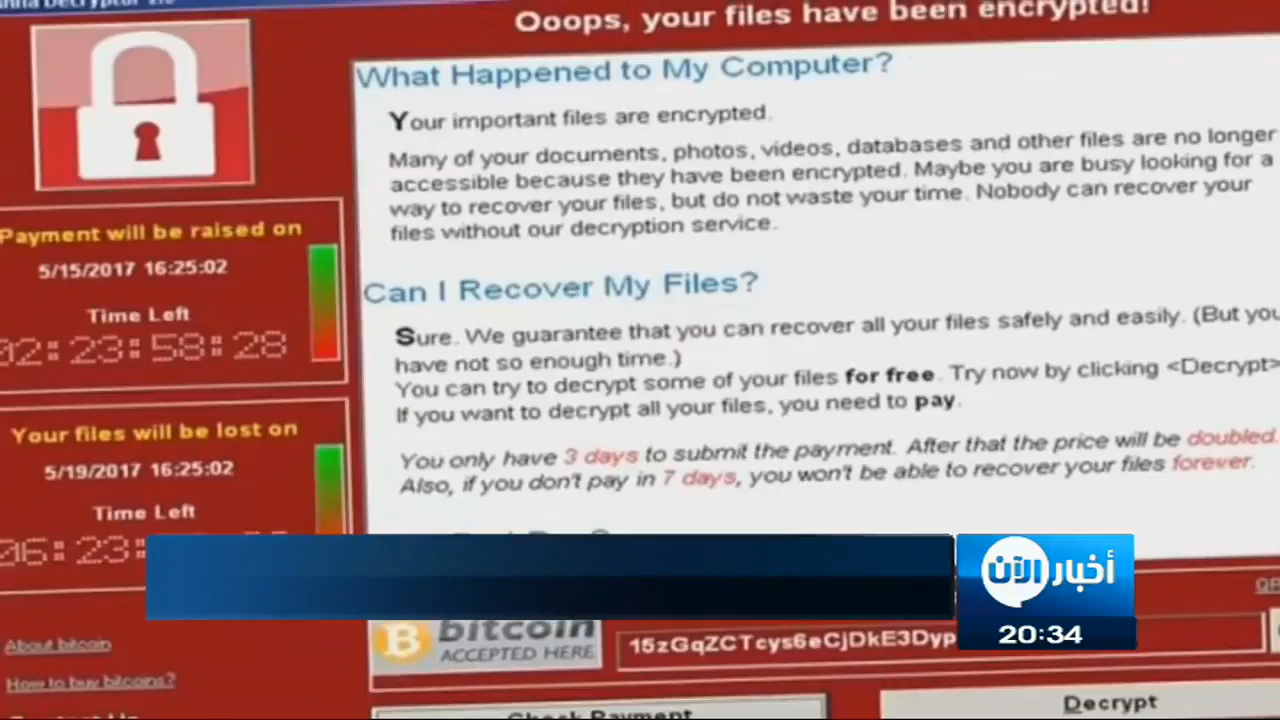 Ooops, your files have been encrypted!
What Happened to My Computer?
Your important files are encrypted.
Many of your documents, photos, videos, databases and other files are no longer
accessible because they have been encrypted. Maybe you are busy looking for a
way to recover your files, but do not waste your time. Nobody can recover your
files without our decryption service.
Can I Recover My Files?
Sure. We guarantee that you can recover all your files safely and easily. (But you
have not so enough time.)
You can try to decrypt some of your files for free. Try now by clicking <Decrypt>
If you want to decrypt all your files, you need to pay.
You only have 3 days to submit the payment. After that the price will be doubled.
Also, if you don't pay in 7 days, you won't be able to recover your files forever.
Payment will be raised on
5/15/2017 16:25:02
Time Left
02:23:58:28
Your files will be lost on
5/19/2017 16:25:02
Time Left
06:23:
أخبار الآن
20:34
About bitcoin
How to buy bitcoins?
bitcoin
ACCEPTED HERE
15zGqZCTcys6eCjDkE3Dyp
Check Payment
Decrypt